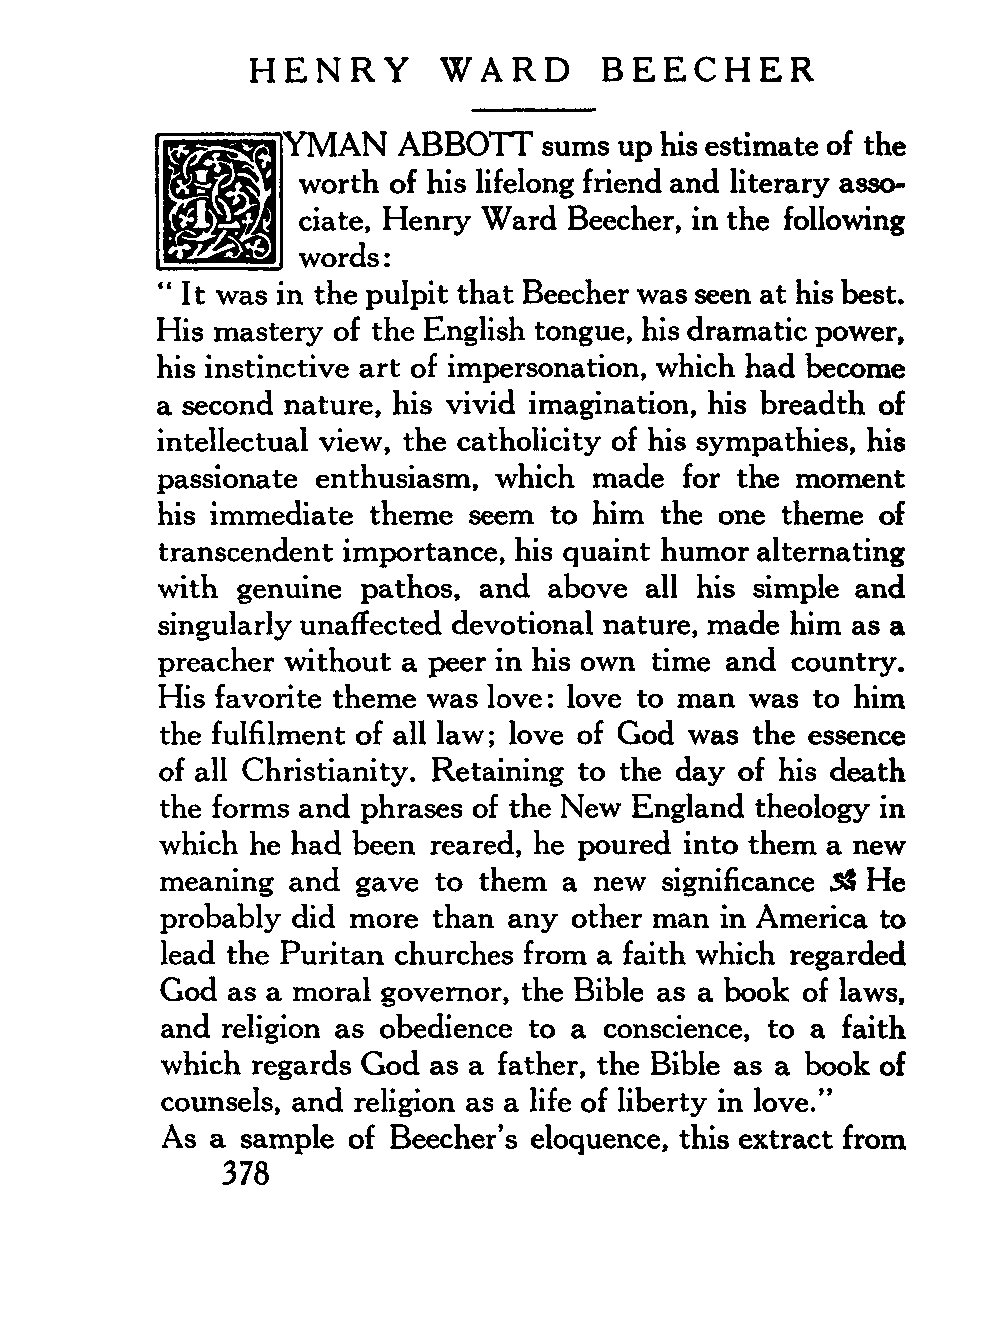 HENRY WARD BEECHER
LYMAN ABBOTT sums up his estimate of the
worth of his lifelong friend and literary asso-
ciate, Henry Ward Beecher, in the following
words:
“ It was in the pulpit that Beecher was seen at his best.
His mastery of the English tongue, his dramatic power,
his instinctive art of impersonation, which had become
a second nature, his vivid imagination, his breadth of
intellectual view, the catholicity of his sympathies, his
passionate enthusiasm, which made for the moment
his immediate theme seem to him the one theme of
transcendent importance, his quaint humor alternating
with genuine pathos, and above all his simple and
singularly unaffected devotional nature, made him as a
preacher without a peer in his own time and country.
His favorite theme was love: love to man was to him
the fulfilment of all law; love of God was the essence
of all Christianity. Retaining to the day of his death
the forms and phrases of the New England theology in
which he had been reared, he poured into them a new
meaning and gave to them a new significance He
probably did more than any other man in America to
lead the Puritan churches from a faith which regarded
God as a moral governor, the Bible as a book of laws,
and religion as obedience to a conscience, to a faith
which regards God as a father, the Bible as a book of
counsels, and religion as a life of liberty in love.”
As a sample of Beecher's eloquence, this extract from
378